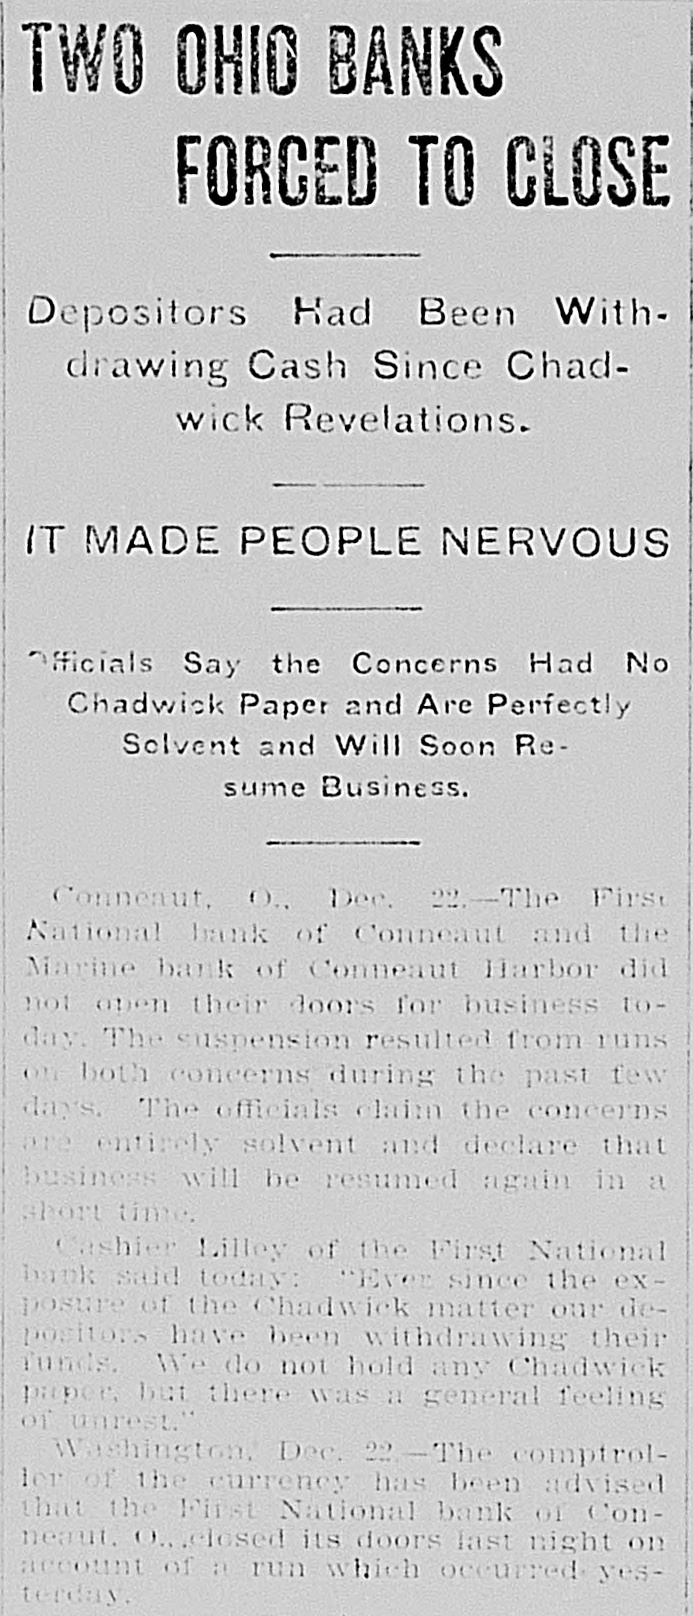 TWO OHIO BANKS
FORCED TO CLOSE
Depositors Had Been With-
drawing Cash Since Chad-
wick Revelations.
IT MADE PEOPLE NERVOUS
Officials Say the Concerns Had No
Chadwick Paper and Are Perfectly
Solvent and Will Soon Re-
sume Business.
Conneaut, O., Dec. 22.—The First
National bank of Conneaut and the
Marine bank of Conneaut Harbor did
not open their doors for business to-
day. The suspension resulted from runs
on both concerns during the past few
days. The officials claim the concerns
are entirely solvent and declare that
business will be resumed again in a
short time.
Cashier Lilley of the First National
bank said today: "Ever since the ex-
posure of the Chadwick matter our de-
positors have been withdrawing their
funds. We do not hold any Chadwick
paper, but there was a general feeling
of unrest."
Washington, Dec. 22.—The comptrol-
ler of the currency has been advised
that the First National bank of Con-
neaut, O., closed its doors last night on
account of a run which occurred yes-
terday.